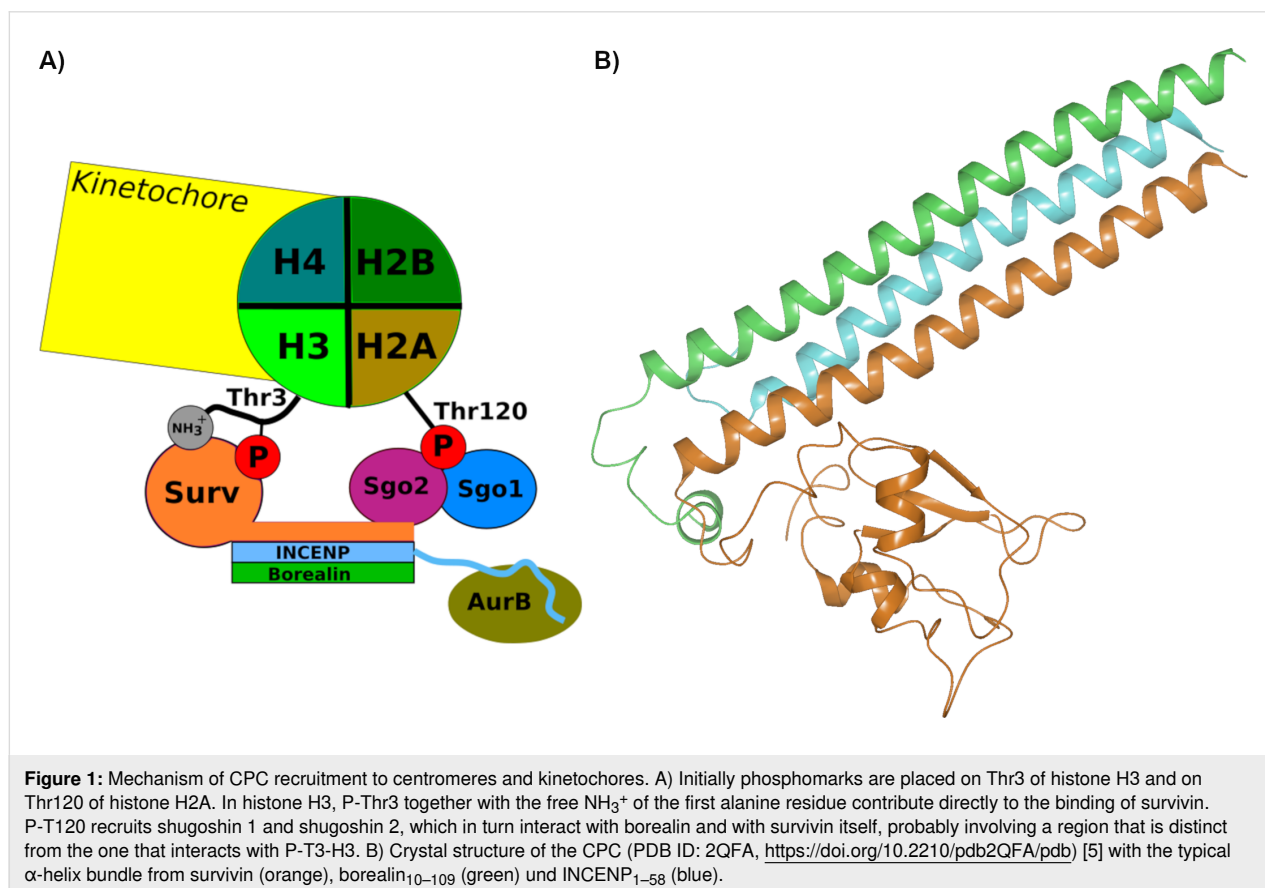 A)
B)
Kinetochore
H4
H2B
H3
H2A
Thr3
Thr120
NH3+
P
P
Surv
Sgo2
Sgo1
INCENP
Borealin
AurB
Figure 1: Mechanism of CPC recruitment to centromeres and kinetochores. A) Initially phosphomarks are placed on Thr3 of histone H3 and on
Thr120 of histone H2A. In histone H3, P-Thr3 together with the free NH3+ of the first alanine residue contribute directly to the binding of survivin.
P-T120 recruits shugoshin 1 and shugoshin 2, which in turn interact with borealin and with survivin itself, probably involving a region that is distinct
from the one that interacts with P-T3-H3. B) Crystal structure of the CPC (PDB ID: 2QFA, https://doi.org/10.2210/pdb2QFA/pdb) [5] with the typical
α-helix bundle from survivin (orange), borealin10–109 (green) und INCENP1–58 (blue).